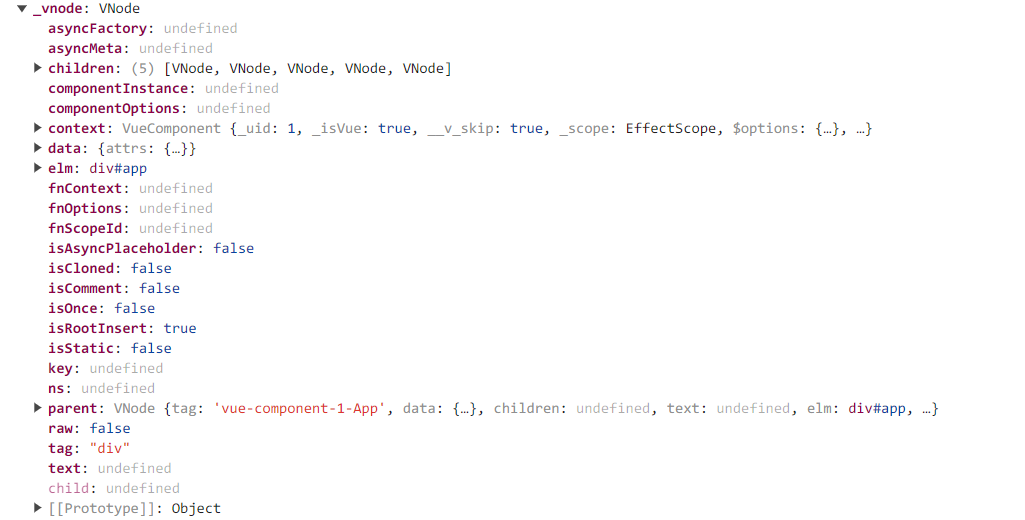 ▼ _vnode: VNode
asyncFactory: undefined
asyncMeta: undefined
▶ children: (5) [VNode, VNode, VNode, VNode, VNode]
componentInstance: undefined
componentOptions: undefined
▶ context: VueComponent {_uid: 1, _isVue: true, __v_skip: true, _scope: EffectScope, $options: {…}, …}
▶ data: {attrs: {…}}
▶ elm: div#app
fnContext: undefined
fnOptions: undefined
fnScopeId: undefined
isAsyncPlaceholder: false
isCloned: false
isComment: false
isOnce: false
isRootInsert: true
isStatic: false
key: undefined
ns: undefined
▶ parent: VNode {tag: 'vue-component-1-App', data: {…}, children: undefined, text: undefined, elm: div#app, …}
raw: false
tag: "div"
text: undefined
child: undefined
▶ [[Prototype]]: Object